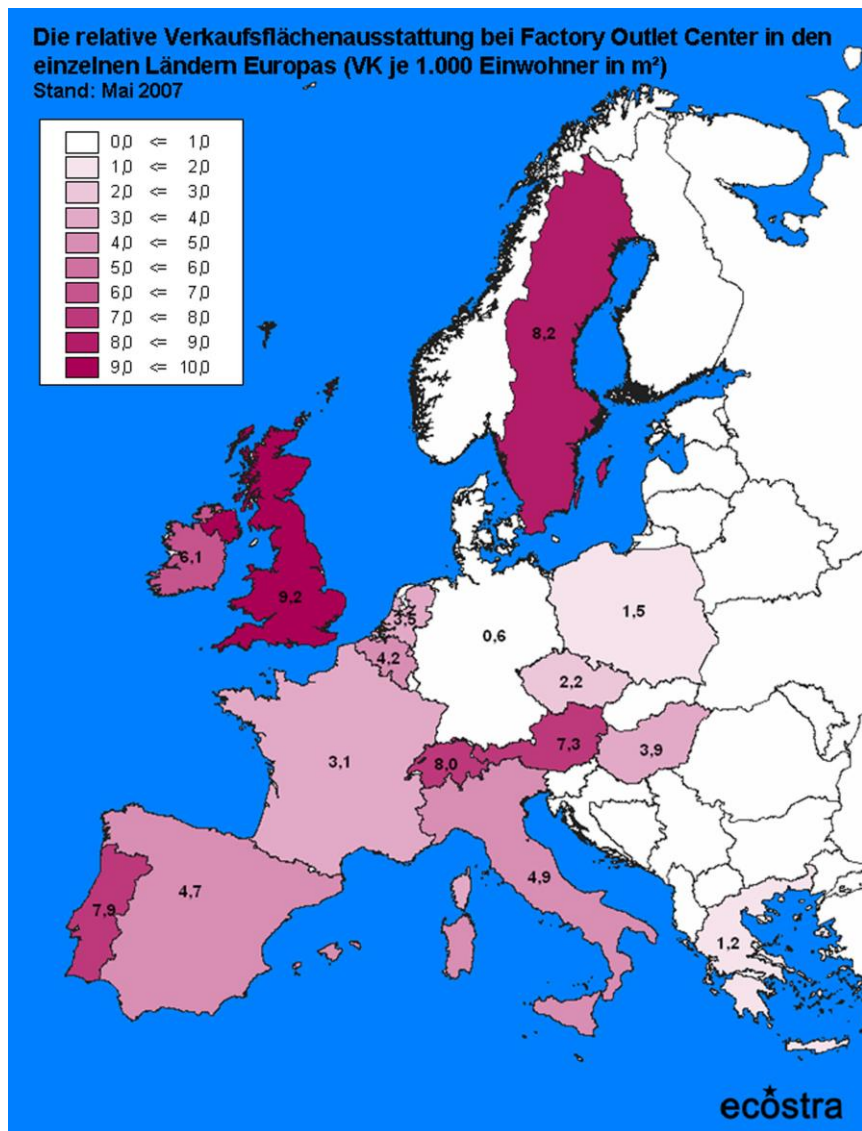 Die relative Verkaufsflächenausstattung bei Factory Outlet Center in den
einzelnen Ländern Europas (VK je 1.000 Einwohner in m²)
Stand: Mai 2007
0,0 <= 1,0
1,0 <= 2,0
2,0 <= 3,0
3,0 <= 4,0
4,0 <= 5,0
5,0 <= 6,0
6,0 <= 7,0
7,0 <= 8,0
8,0 <= 9,0
9,0 <= 10,0
8,2
6,1
9,2
3,5
4,2
0,6
1,5
2,2
3,1
8,0
7,3
3,9
7,9
4,7
4,9
1,2
ecostra